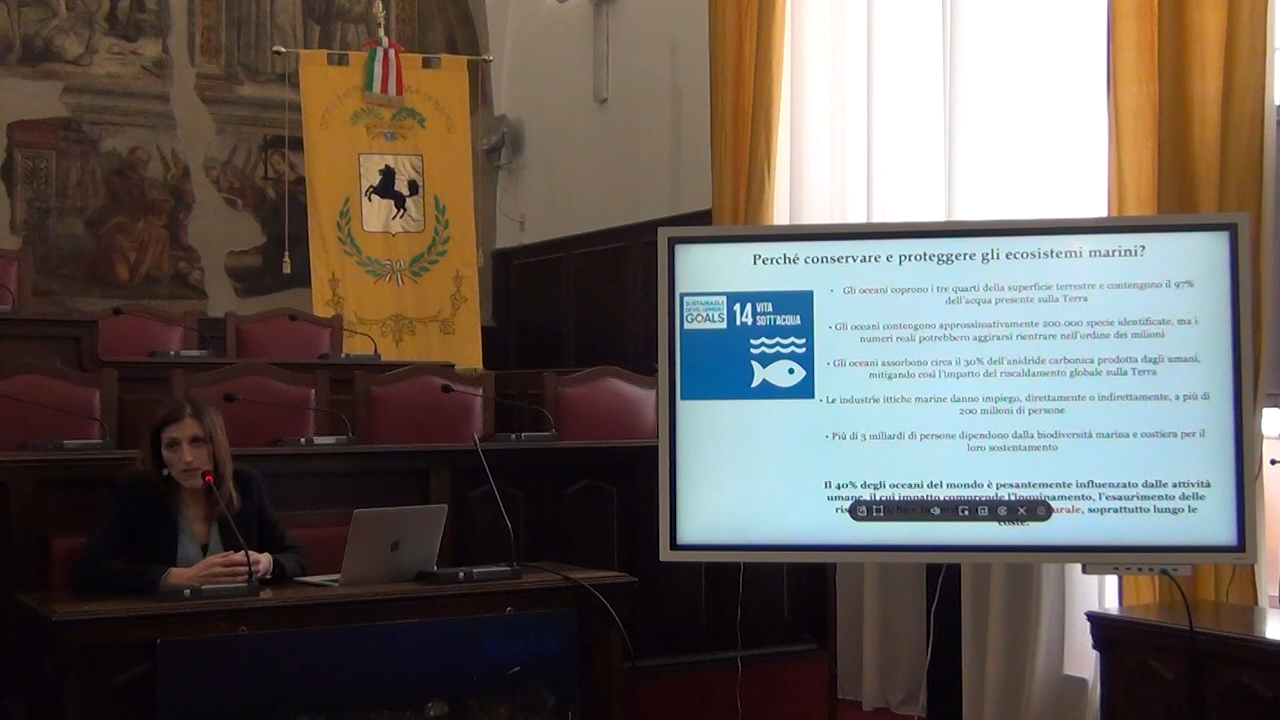 Perché conservare e proteggere gli ecosistemi marini?
SUSTAINABLE
DEVELOPMENT
GOALS
14 VITA
SOTT'ACQUA
• Gli oceani coprono i tre quarti della superficie terrestre e contengono il 97%
dell'acqua presente sulla Terra
• Gli oceani contengono approssimativamente 200.000 specie identificate, ma i
numeri reali potrebbero aggirarsi rientrare nell'ordine dei milioni
• Gli oceani assorbono circa il 30% dell'anidride carbonica prodotta dagli umani,
mitigando così l'impatto del riscaldamento globale sulla Terra
• Le industrie ittiche marine danno impiego, direttamente o indirettamente, a più di
200 milioni di persone
• Più di 3 miliardi di persone dipendono dalla biodiversità marina e costiera per il
loro sostentamento
Il 40% degli oceani del mondo è pesantemente influenzato dalle attività
umane, il cui impatto comprende l'inquinamento, l'esaurimento delle
soprattutto lungo le
coste.